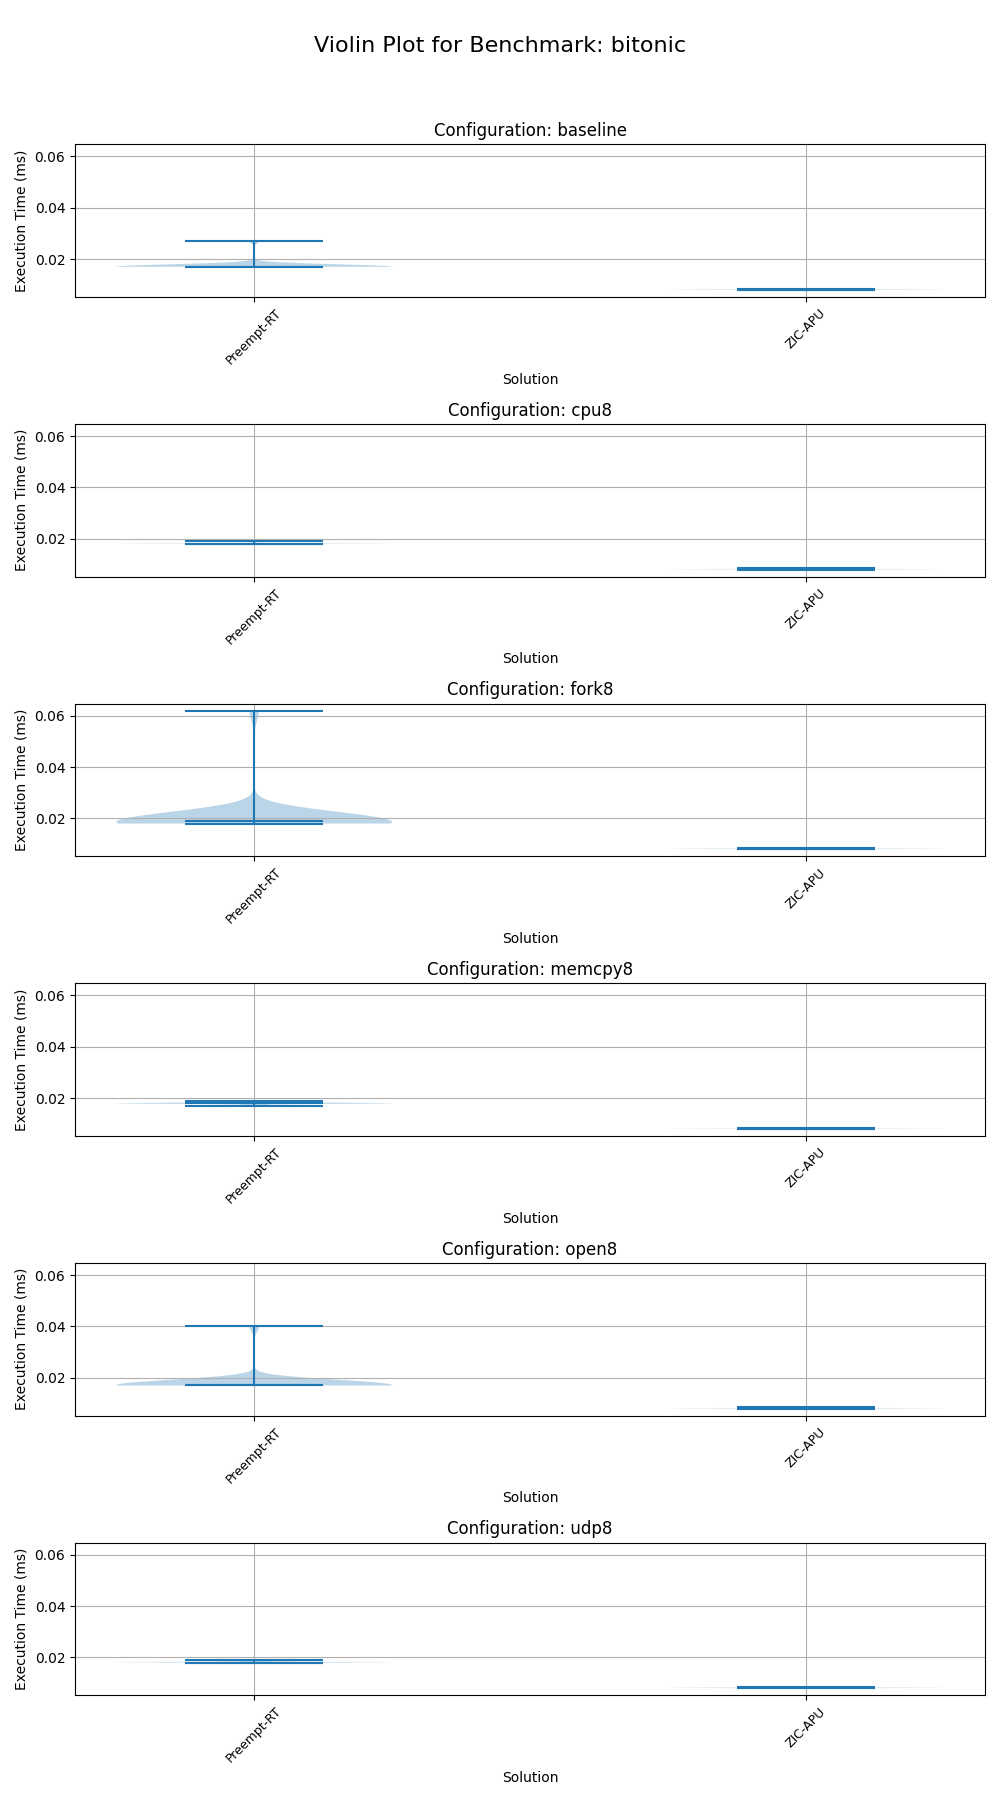 Violin Plot for Benchmark: bitonic
Configuration: baseline
Execution Time (ms)
0.06
0.04
0.02
Preempt-RT
ZIC-APU
Solution
Configuration: cpu8
Execution Time (ms)
0.06
0.04
0.02
Preempt-RT
ZIC-APU
Solution
Configuration: fork8
Execution Time (ms)
0.06
0.04
0.02
Preempt-RT
ZIC-APU
Solution
Configuration: memcpy8
Execution Time (ms)
0.06
0.04
0.02
Preempt-RT
ZIC-APU
Solution
Configuration: open8
Execution Time (ms)
0.06
0.04
0.02
Preempt-RT
ZIC-APU
Solution
Configuration: udp8
Execution Time (ms)
0.06
0.04
0.02
Preempt-RT
ZIC-APU
Solution